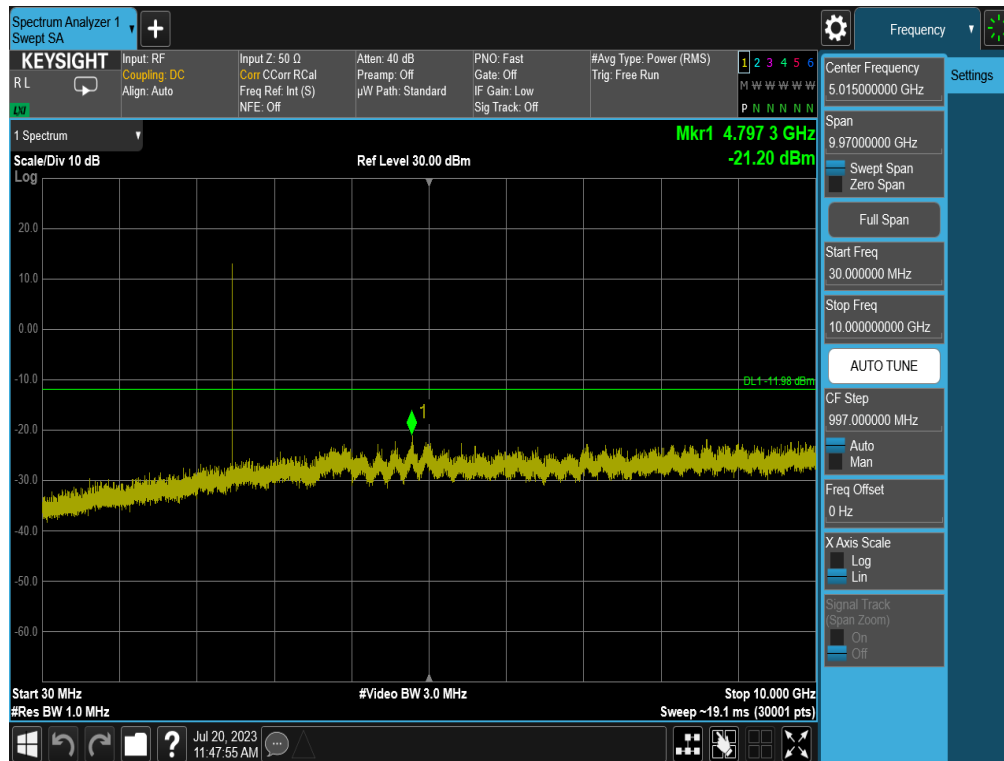 Spectrum Analyzer 1
Swept SA
+
Frequency
KEYSIGHT
R L
LXI
Input: RF
Coupling: DC
Align: Auto
Input Z: 50 Ω
Corr CCorr RCal
Freq Ref: Int (S)
NFE: Off
Atten: 40 dB
Preamp: Off
µW Path: Standard
PNO: Fast
Gate: Off
IF Gain: Low
Sig Track: Off
#Avg Type: Power (RMS)
Trig: Free Run
1 2 3 4 5 6
M W W W W W
P N N N N N
1 Spectrum
Mkr1 4.797 3 GHz
Scale/Div 10 dB
Ref Level 30.00 dBm
-21.20 dBm
Log
20.0
10.0
0.00
-10.0
DL1 -11.98 dBm
1
-20.0
-30.0
-40.0
-50.0
-60.0
Start 30 MHz
#Video BW 3.0 MHz
Stop 10.000 GHz
#Res BW 1.0 MHz
Sweep ~19.1 ms (30001 pts)
?
Jul 20, 2023
11:47:55 AM
Center Frequency
5.015000000 GHz
Settings
Span
9.97000000 GHz
Swept Span
Zero Span
Full Span
Start Freq
30.000000 MHz
Stop Freq
10.000000000 GHz
AUTO TUNE
CF Step
997.000000 MHz
Auto
Man
Freq Offset
0 Hz
X Axis Scale
Log
Lin
Signal Track
(Span Zoom)
On
Off